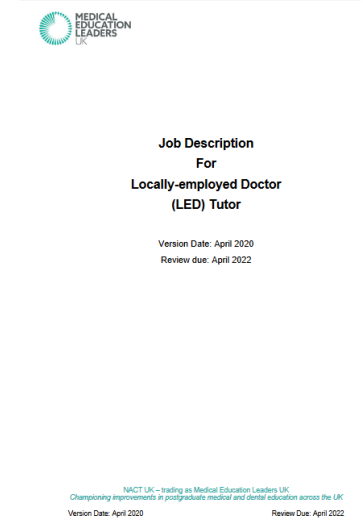 MEDICAL
EDUCATION
LEADERS
UK
Job Description
For
Locally-employed Doctor
(LED) Tutor
Version Date: April 2020
Review due: April 2022
NACT UK – trading as Medical Education Leaders UK
Championing improvements in postgraduate medical and dental education across the UK
Version Date: April 2020 Review Due: April 2022